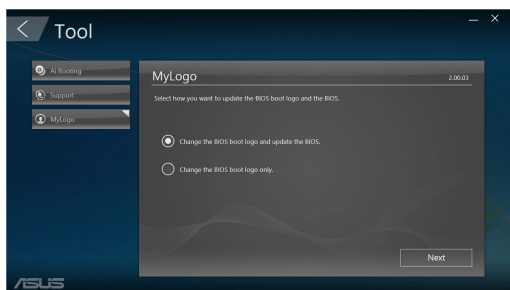 Tool
Ai Booting
Support
MyLogo
MyLogo 2.00.03
Select how you want to update the BIOS boot logo and the BIOS.
Change the BIOS boot logo and update the BIOS.
Change the BIOS boot logo only.
Next
ASUS